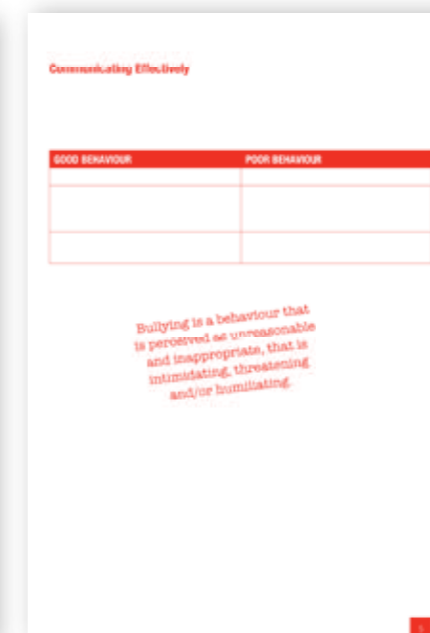 Communicating Effectively
GOOD BEHAVIOUR POOR BEHAVIOUR
Bullying is a behaviour that
is perceived as unreasonable
and inappropriate, that is
intimidating, threatening
and/or humiliating.